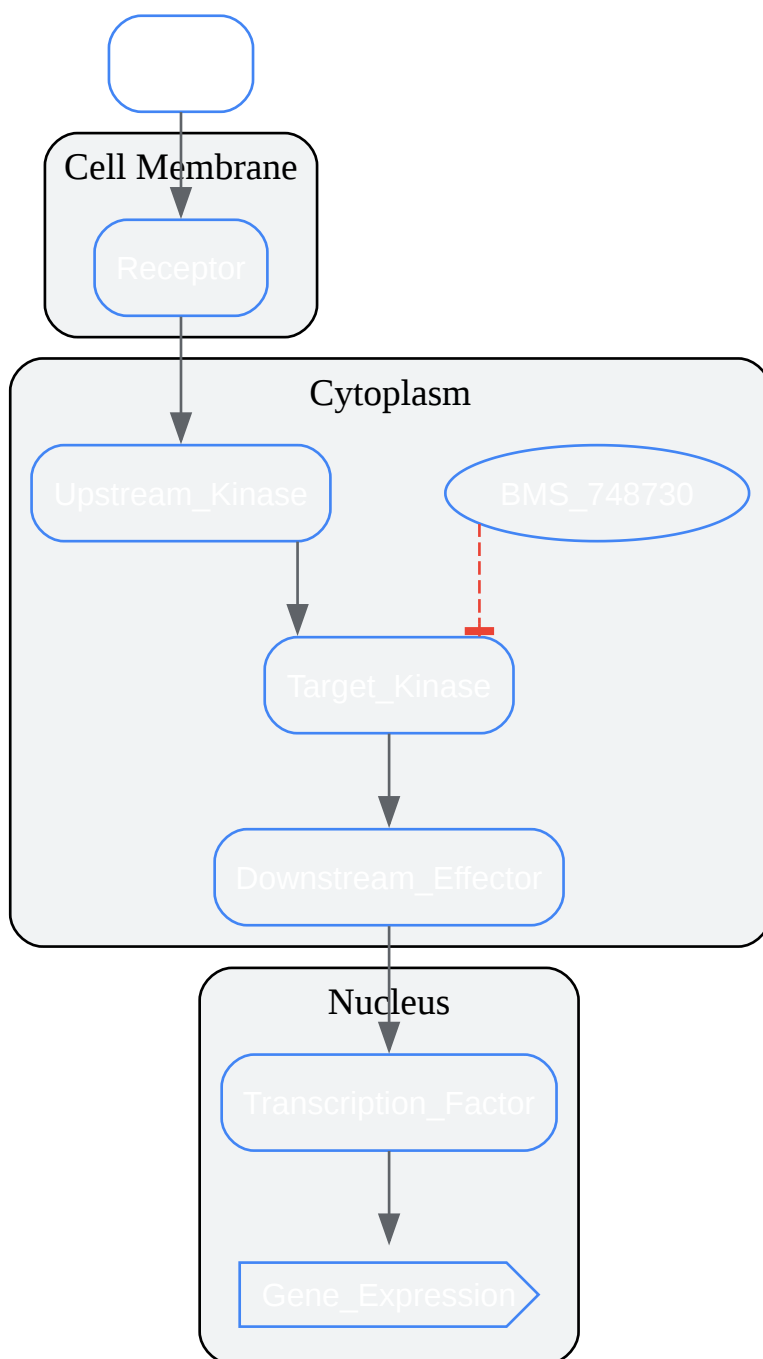 Cell Membrane
Receptor
Cytoplasm
Upstream_Kinase
BMS_748730
Target_Kinase
Downstream_Effector
Nucleus
Transcription_Factor
Gene_Expression